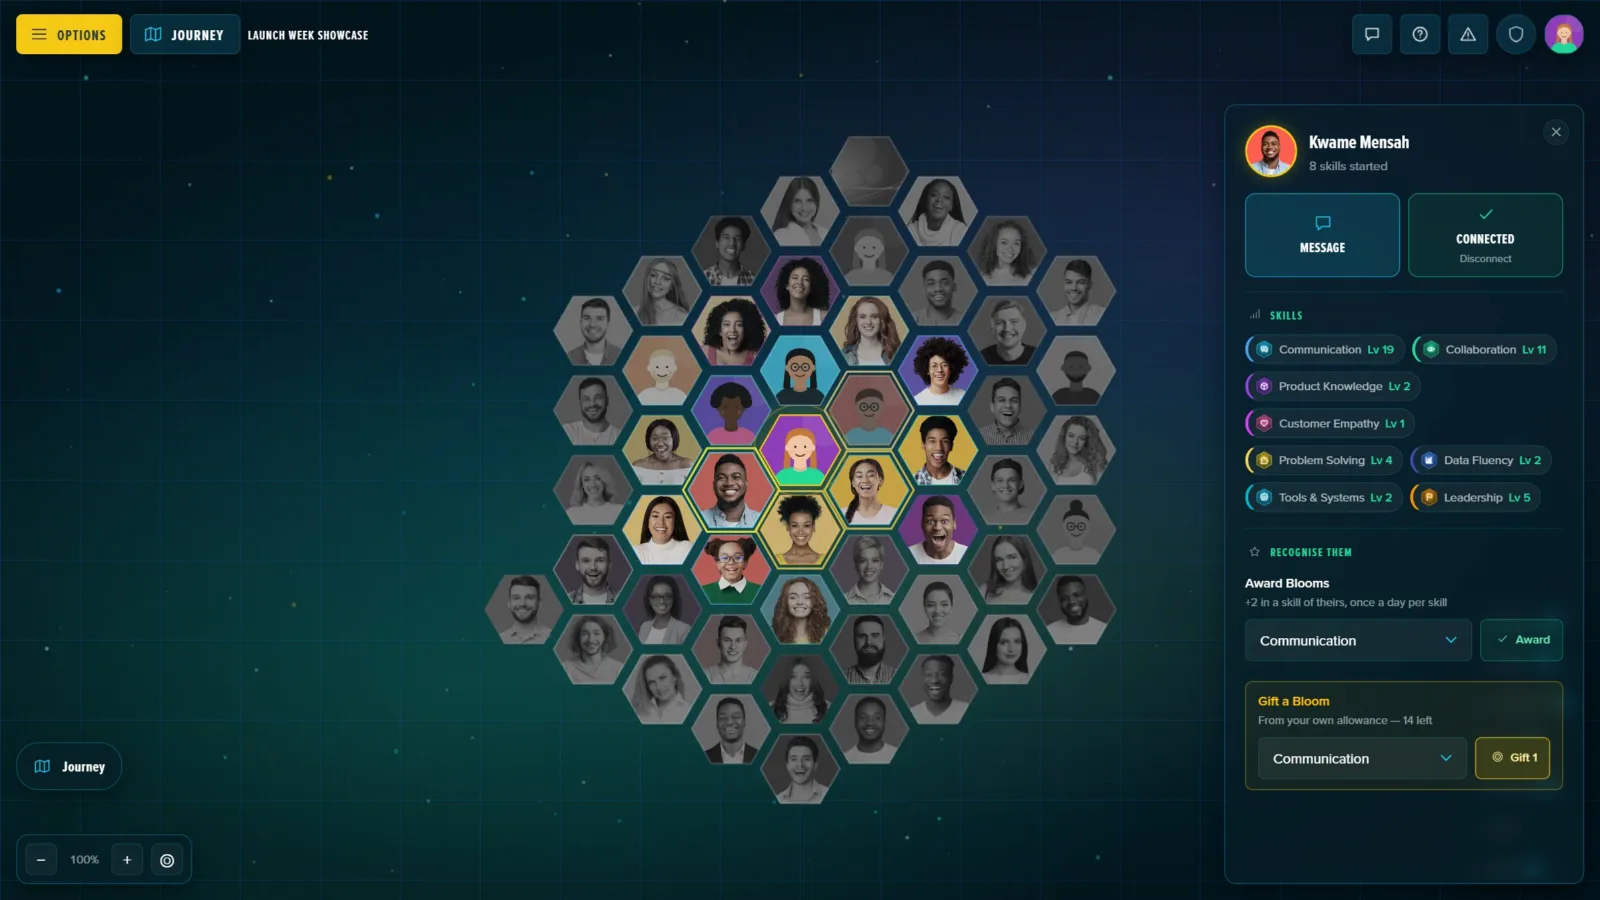 OPTIONS
JOURNEY
LAUNCH WEEK SHOWCASE
Kwame Mensah
8 skills started
MESSAGE
CONNECTED
Disconnect
SKILLS
Communication Lv 19
Collaboration Lv 11
Product Knowledge Lv 2
Customer Empathy Lv 1
Problem Solving Lv 4
Data Fluency Lv 2
Tools & Systems Lv 2
Leadership Lv 5
RECOGNISE THEM
Award Blooms
+2 in a skill of theirs, once a day per skill
Communication
Award
Gift a Bloom
From your own allowance — 14 left
Communication
Gift 1
Journey
− 100% +